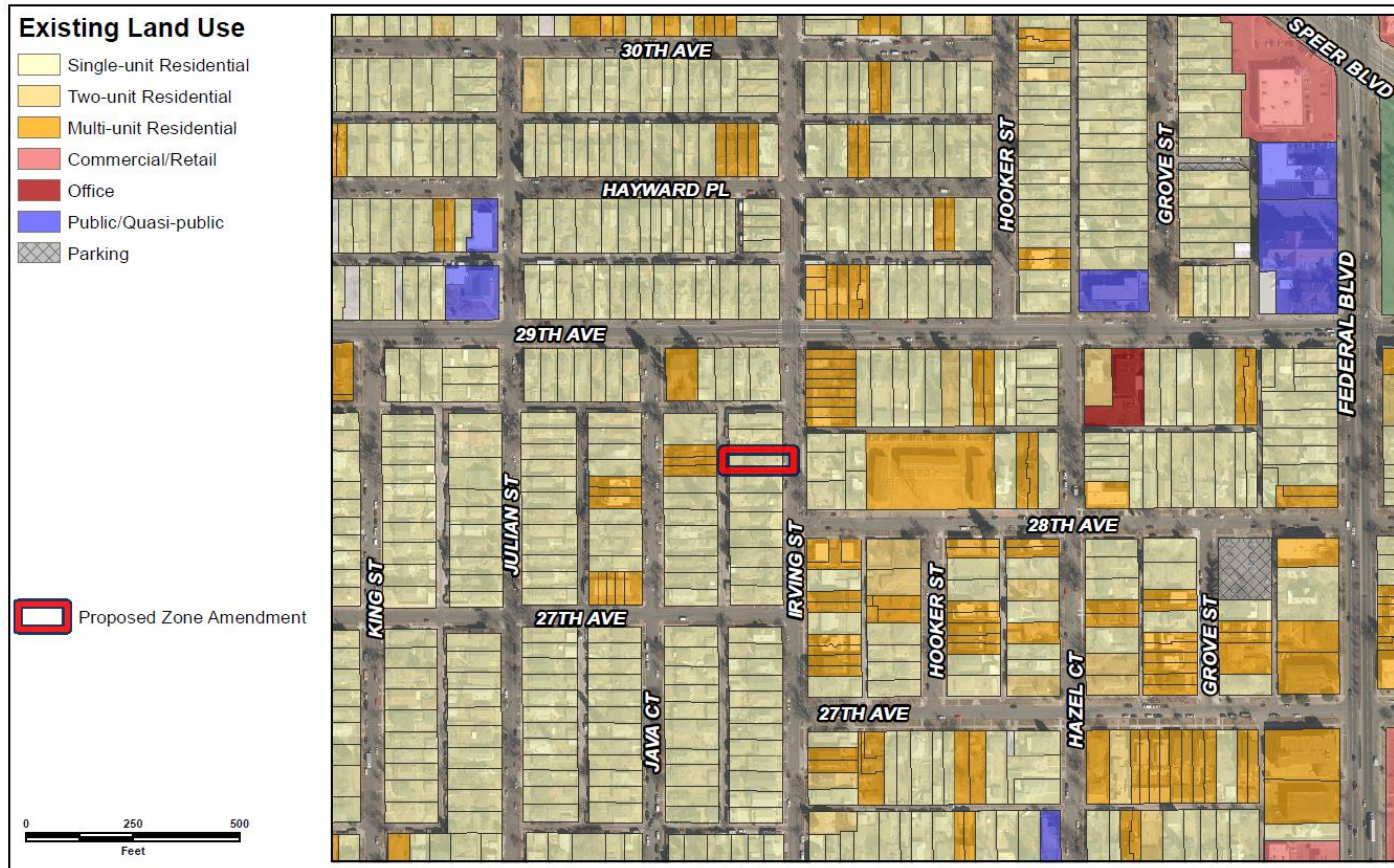 Existing Land Use
Single-unit Residential
Two-unit Residential
Multi-unit Residential
Commercial/Retail
Office
Public/Quasi-public
Parking
Proposed Zone Amendment
0 250 500
Feet
30TH AVE
SPEER BLVD
HOOKER ST
GROVE ST
HAYWARD PL
FEDERAL BLVD
29TH AVE
JULIAN ST
IRVING ST
28TH AVE
KING ST
27TH AVE
HOOKER ST
GROVE ST
HAZEL CT
JAVA CT
27TH AVE